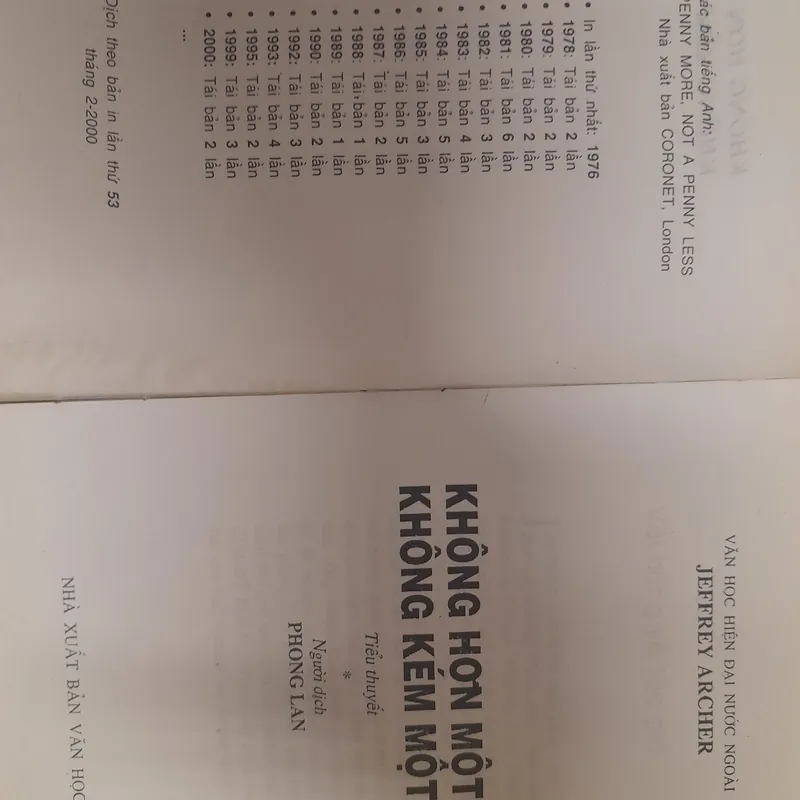 ác bản tiếng Anh:
PENNY MORE, NOT A PENNY LESS
Nhà xuất bản CORONET, London
• In lần thứ nhất: 1976
• 1978: Tái bản 2 lần
• 1979: Tái bản 2 lần
• 1980: Tái bản 2 lần
• 1981: Tái bản 6 lần
• 1982: Tái bản 3 lần
• 1983: Tái bản 4 lần
• 1984: Tái bản 5 lần
• 1985: Tái bản 3 lần
• 1986: Tái bản 5 lần
• 1987: Tái bản 2 lần
• 1988: Tái bản 1 lần
• 1989: Tái bản 1 lần
• 1990: Tái bản 2 lần
• 1992: Tái bản 3 lần
• 1993: Tái bản 4 lần
• 1995: Tái bản 2 lần
• 1999: Tái bản 3 lần
• 2000: Tái bản 2 lần
...
Dịch theo bản in lần thứ 53
tháng 2-2000
VĂN HỌC HIỆN ĐẠI NƯỚC NGOÀI
JEFFREY ARCHER
KHÔNG HƠN MỘT
KHÔNG KÉM MỘT
Tiểu thuyết
*
Người dịch
PHONG LAN
NHÀ XUẤT BẢN VĂN HỌC